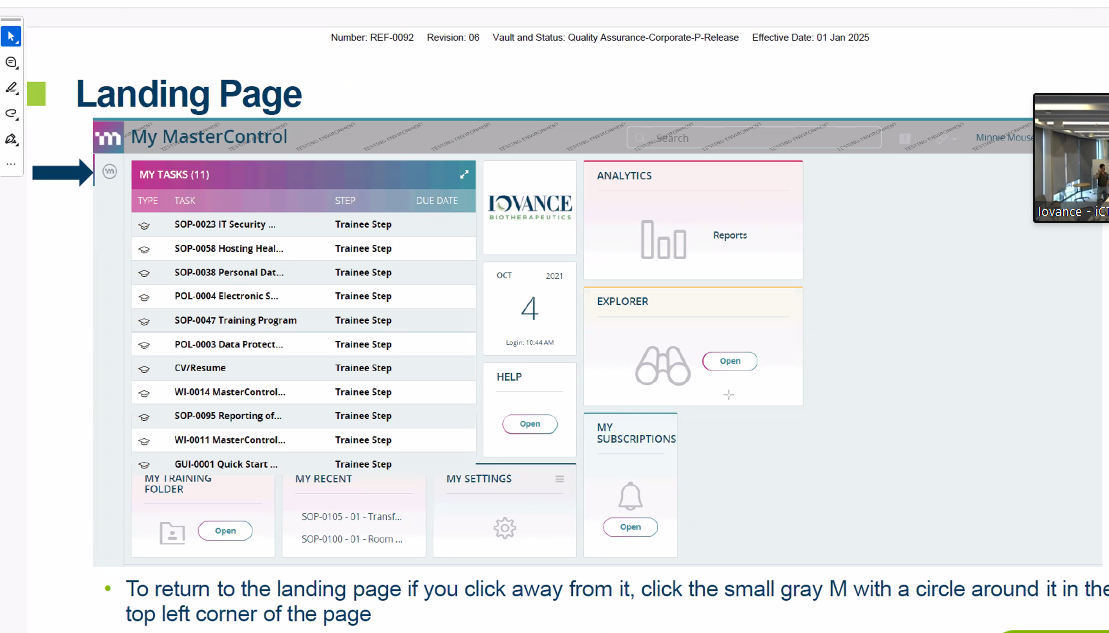 Number: REF-0092 Revision: 06 Vault and Status: Quality Assurance-Corporate-P-Release Effective Date: 01 Jan 2025
Landing Page
My MasterControl
Search
Minnie Mouse
MY TASKS (11)
TYPE TASK STEP DUE DATE
SOP-0023 IT Security ... Trainee Step
SOP-0058 Hosting Heal... Trainee Step
SOP-0038 Personal Dat... Trainee Step
POL-0004 Electronic S... Trainee Step
SOP-0047 Training Program Trainee Step
POL-0003 Data Protect... Trainee Step
CV/Resume Trainee Step
WI-0014 MasterControl... Trainee Step
SOP-0095 Reporting of... Trainee Step
WI-0011 MasterControl... Trainee Step
GUI-0001 Quick Start ... Trainee Step
IOVANCE
BIOTHERAPEUTICS
OCT 2021
4
Login: 10:44 AM
HELP
Open
ANALYTICS
Reports
EXPLORER
Open
MY
SUBSCRIPTIONS
Open
MY TRAINING
FOLDER
Open
MY RECENT
SOP-0105 - 01 - Transf...
SOP-0100 - 01 - Room ...
MY SETTINGS
Iovance - iC
To return to the landing page if you click away from it, click the small gray M with a circle around it in the
top left corner of the page